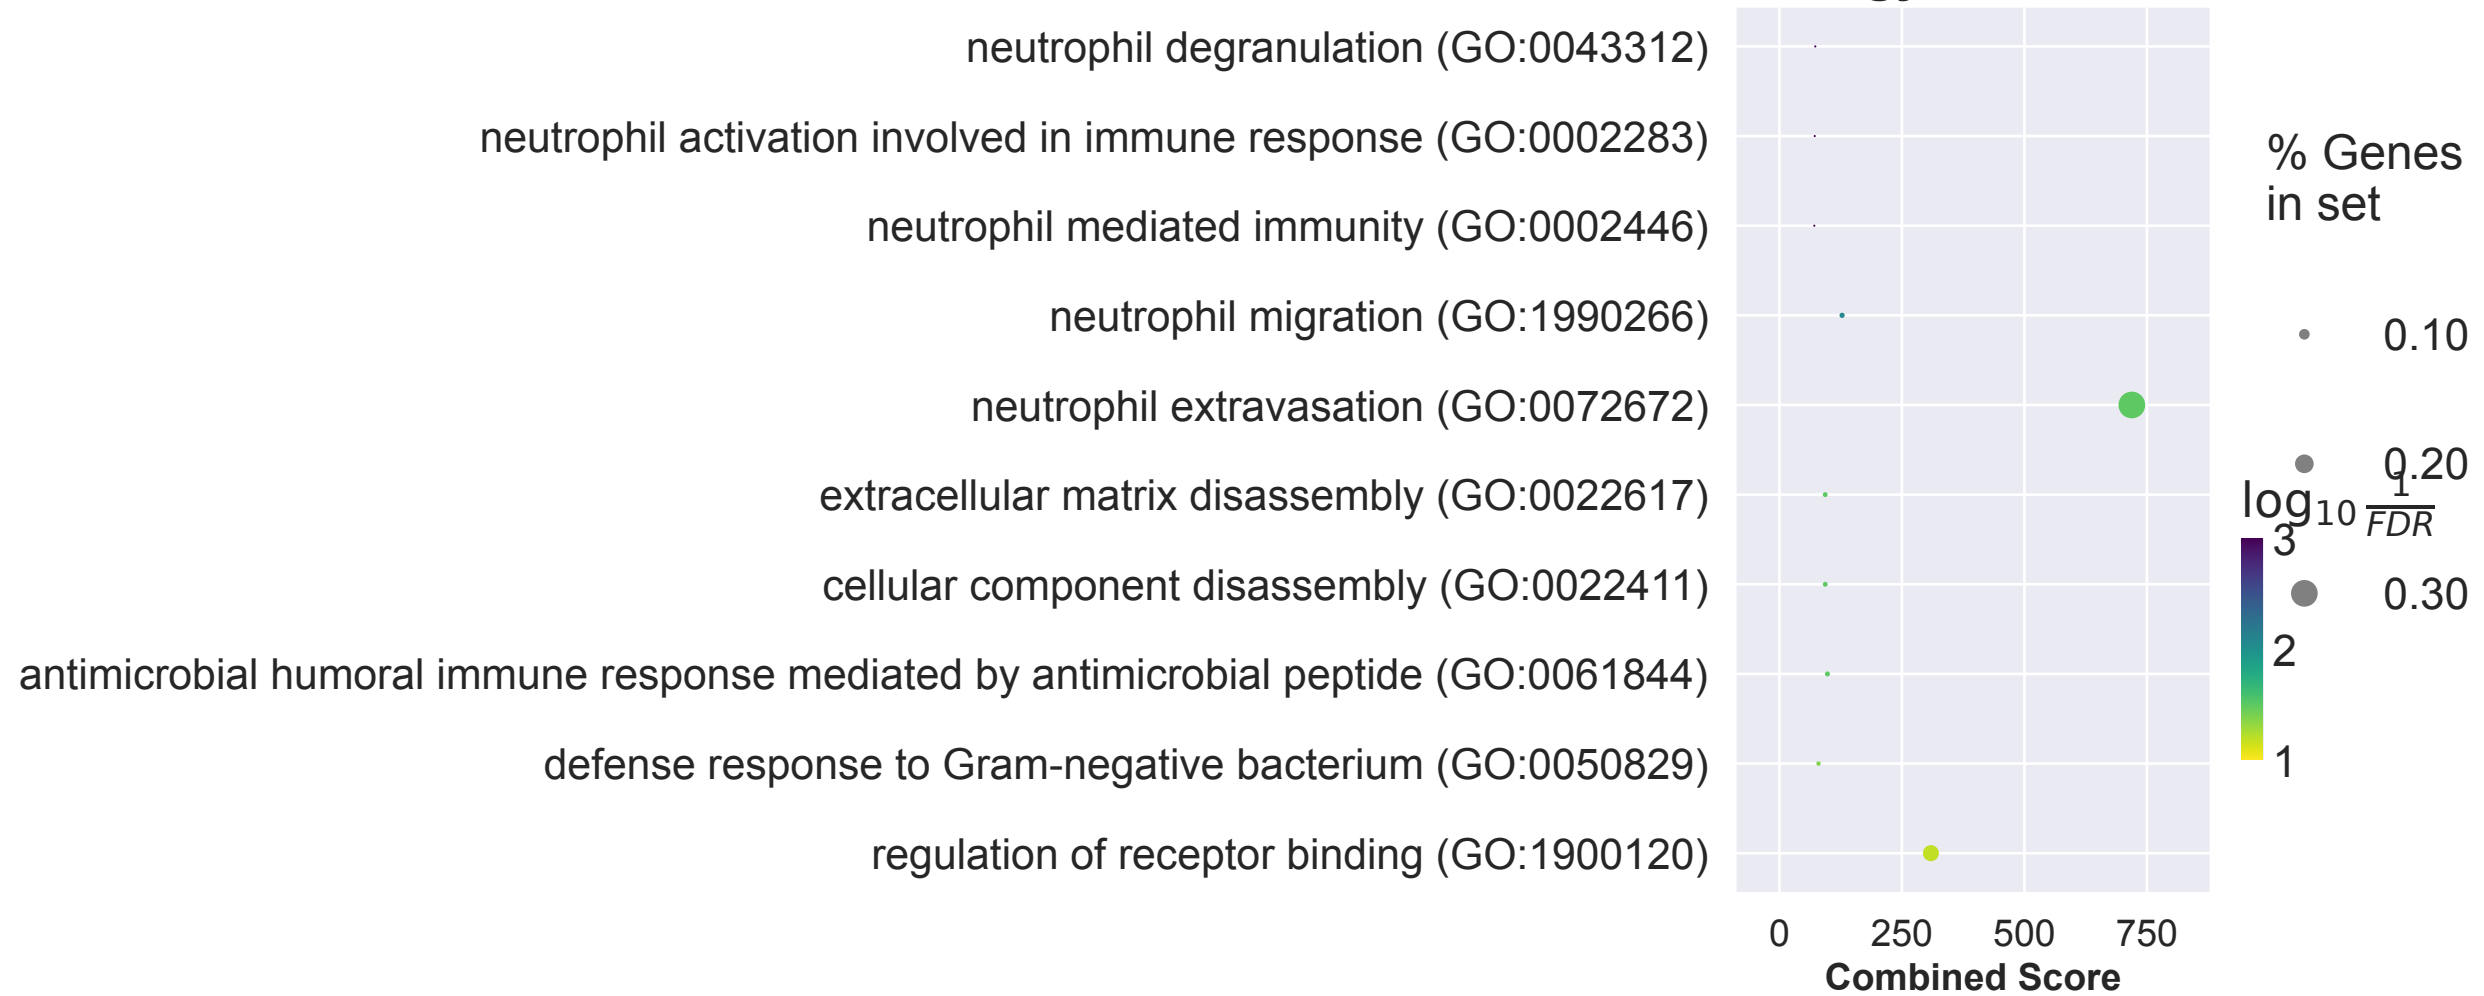 neutrophil degranulation (GO:0043312)
neutrophil activation involved in immune response (GO:0002283)
neutrophil mediated immunity (GO:0002446)
neutrophil migration (GO:1990266)
neutrophil extravasation (GO:0072672)
extracellular matrix disassembly (GO:0022617)
cellular component disassembly (GO:0022411)
antimicrobial humoral immune response mediated by antimicrobial peptide (GO:0061844)
defense response to Gram-negative bacterium (GO:0050829)
regulation of receptor binding (GO:1900120)
0 250 500 750
Combined Score
% Genes
in set
0.10
0.20
0.30
log₁₀ 1/FDR
3
2
1